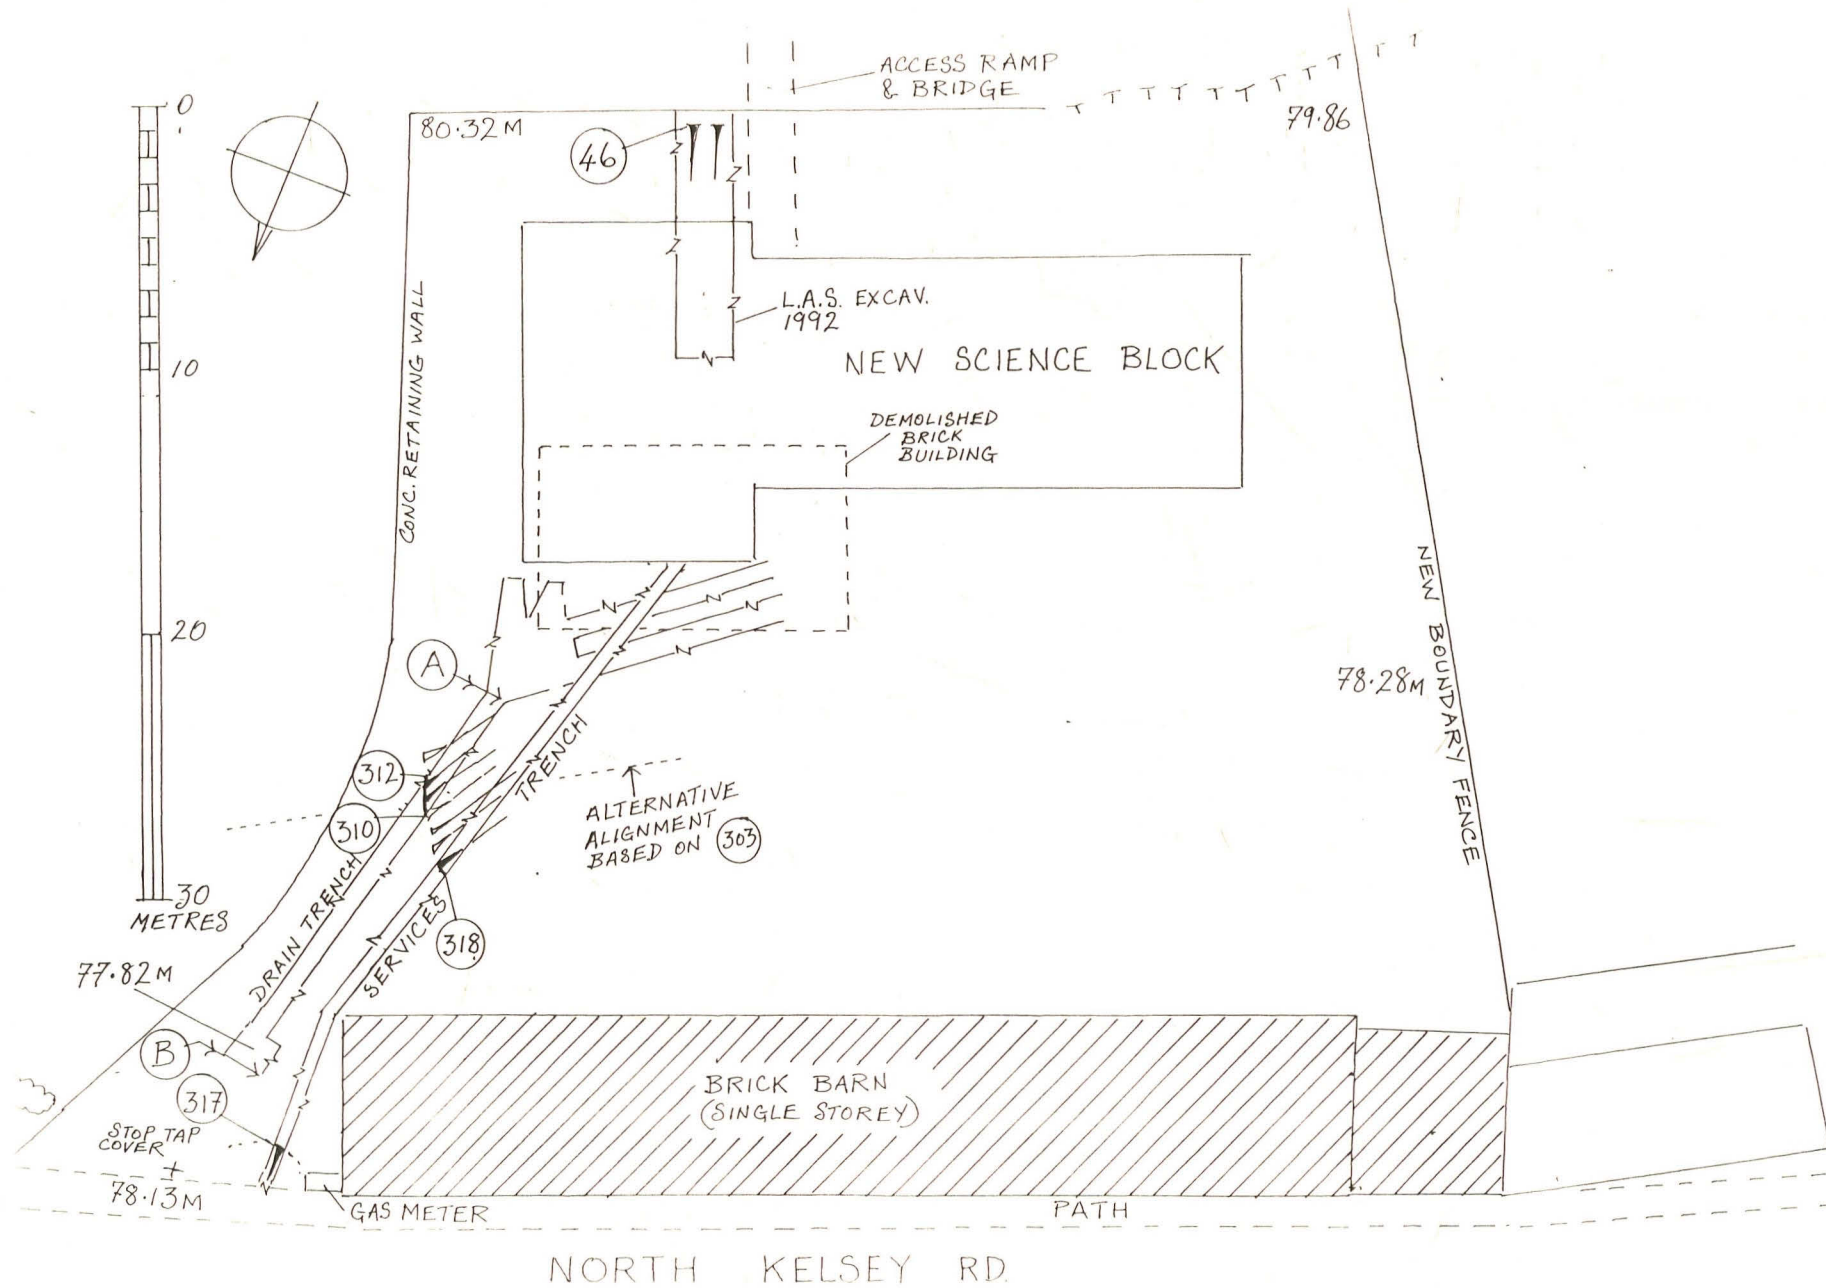 ACCESS RAMP
& BRIDGE
0
80.32M
79.86
46
L.A.S. EXCAV.
1992
NEW SCIENCE BLOCK
10
CONC. RETAINING WALL
DEMOLISHED
BRICK
BUILDING
NEW BOUNDARY FENCE
20
A
78.28M
TRENCH
312
310
ALTERNATIVE
ALIGNMENT
BASED ON 303
30
METRES
DRAIN TRENCH
SERVICES
318
77.82M
B
317
BRICK BARN
(SINGLE STOREY)
STOP TAP
COVER
78.13M
GAS METER
PATH
NORTH KELSEY RD.